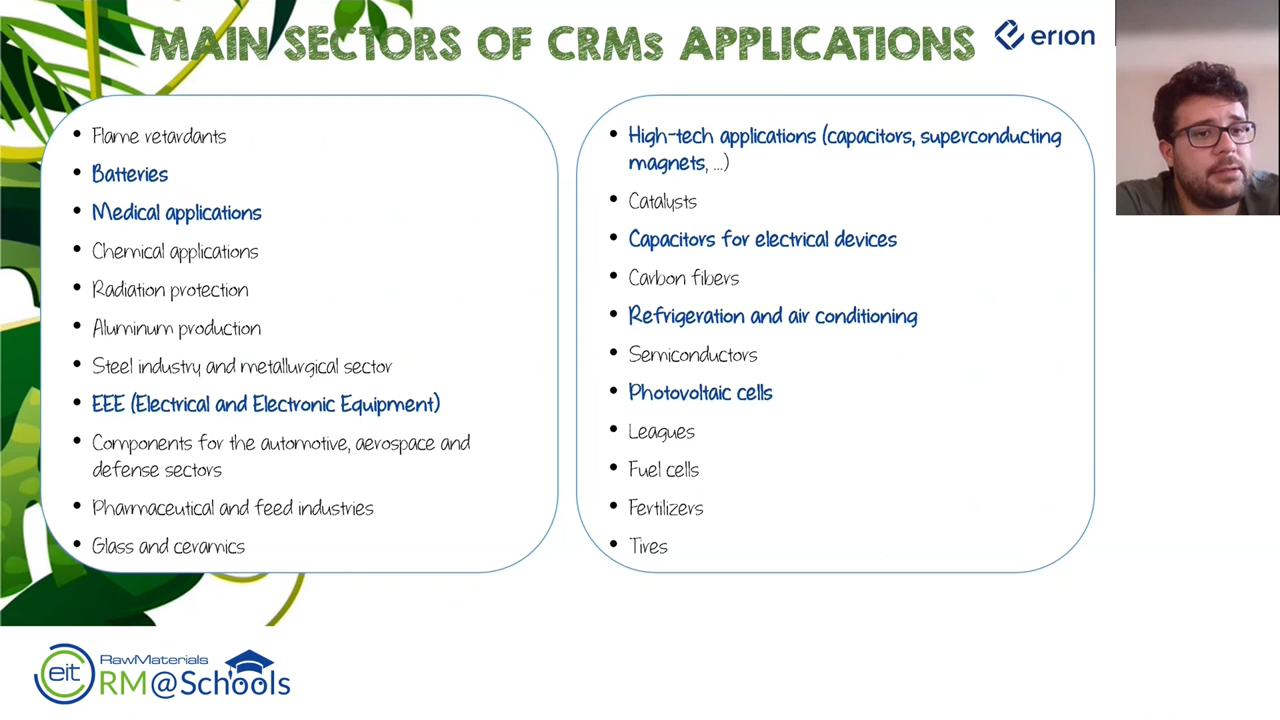 MAIN SECTORS OF CRMs APPLICATIONS
erion
• Flame retardants
• Batteries
• Medical applications
• Chemical applications
• Radiation protection
• Aluminum production
• Steel industry and metallurgical sector
• EEE (Electrical and Electronic Equipment)
• Components for the automotive, aerospace and
defense sectors
• Pharmaceutical and feed industries
• Glass and ceramics
• High-tech applications (capacitors, superconducting
magnets, ...)
• Catalysts
• Capacitors for electrical devices
• Carbon fibers
• Refrigeration and air conditioning
• Semiconductors
• Photovoltaic cells
• Leagues
• Fuel cells
• Fertilizers
• Tires
eit RawMaterials
RM@Schools